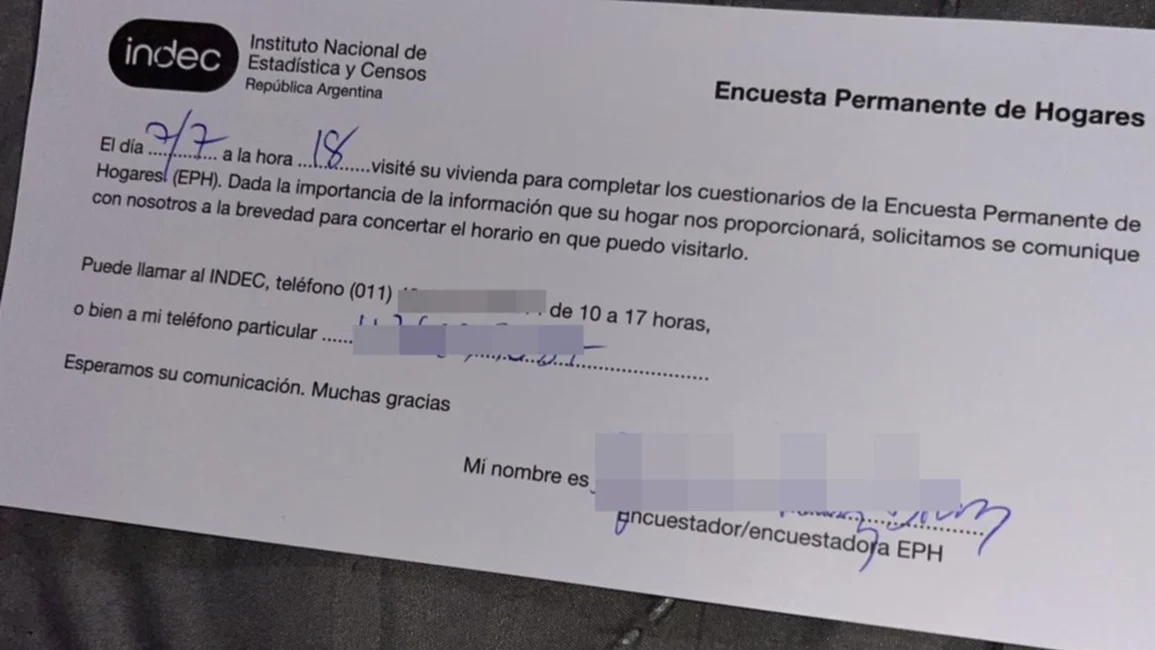 indec
Instituto Nacional de
Estadística y Censos
República Argentina
Encuesta Permanente de Hogares
El día 7/7 a la hora 18 visité su vivienda para completar los cuestionarios de la Encuesta Permanente de
Hogares (EPH). Dada la importancia de la información que su hogar nos proporcionará, solicitamos se comunique
con nosotros a la brevedad para concertar el horario en que puedo visitarlo.
Puede llamar al INDEC, teléfono (011) de 10 a 17 horas,
o bien a mi teléfono particular
Esperamos su comunicación. Muchas gracias
Mi nombre es
Encuestador/encuestadora EPH